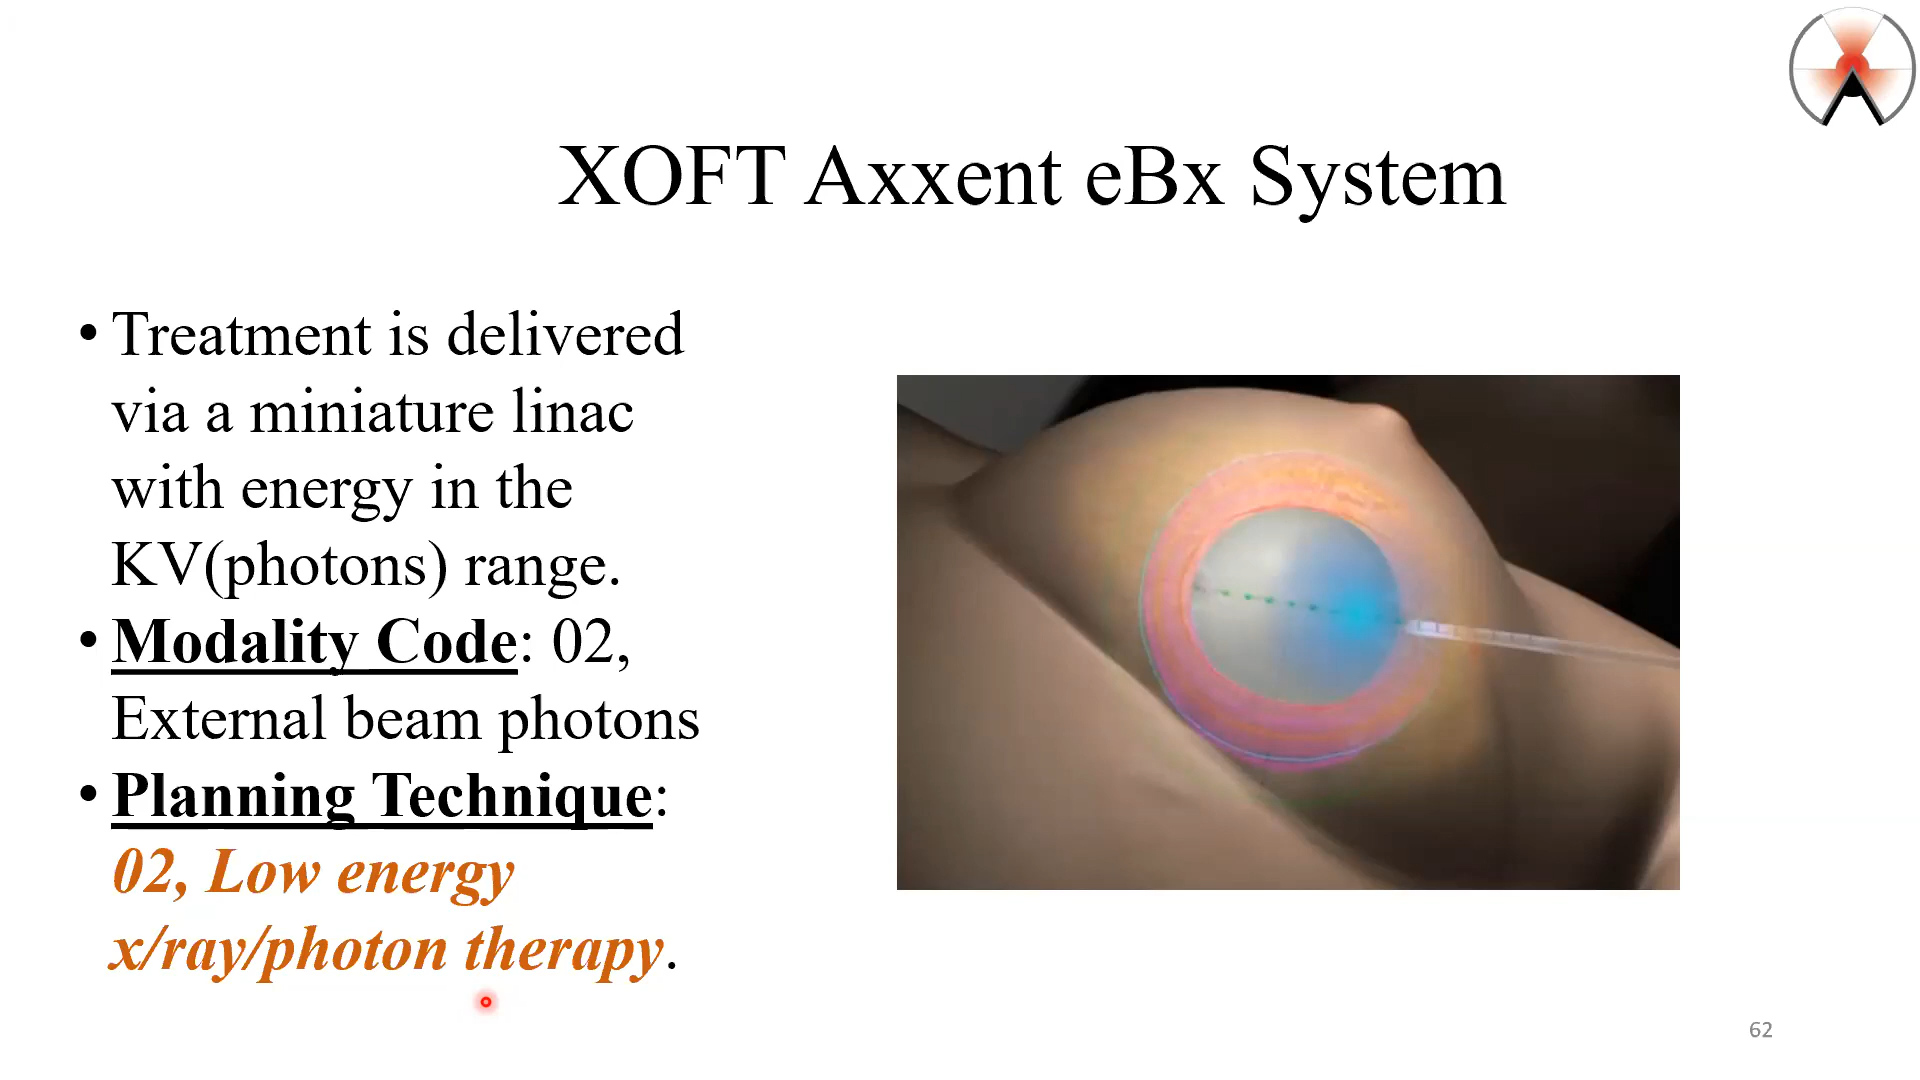 XOFT Axxent eBx System
• Treatment is delivered
via a miniature linac
with energy in the
KV(photons) range.
• Modality Code: 02,
External beam photons
• Planning Technique:
02, Low energy
x/ray/photon therapy.
62